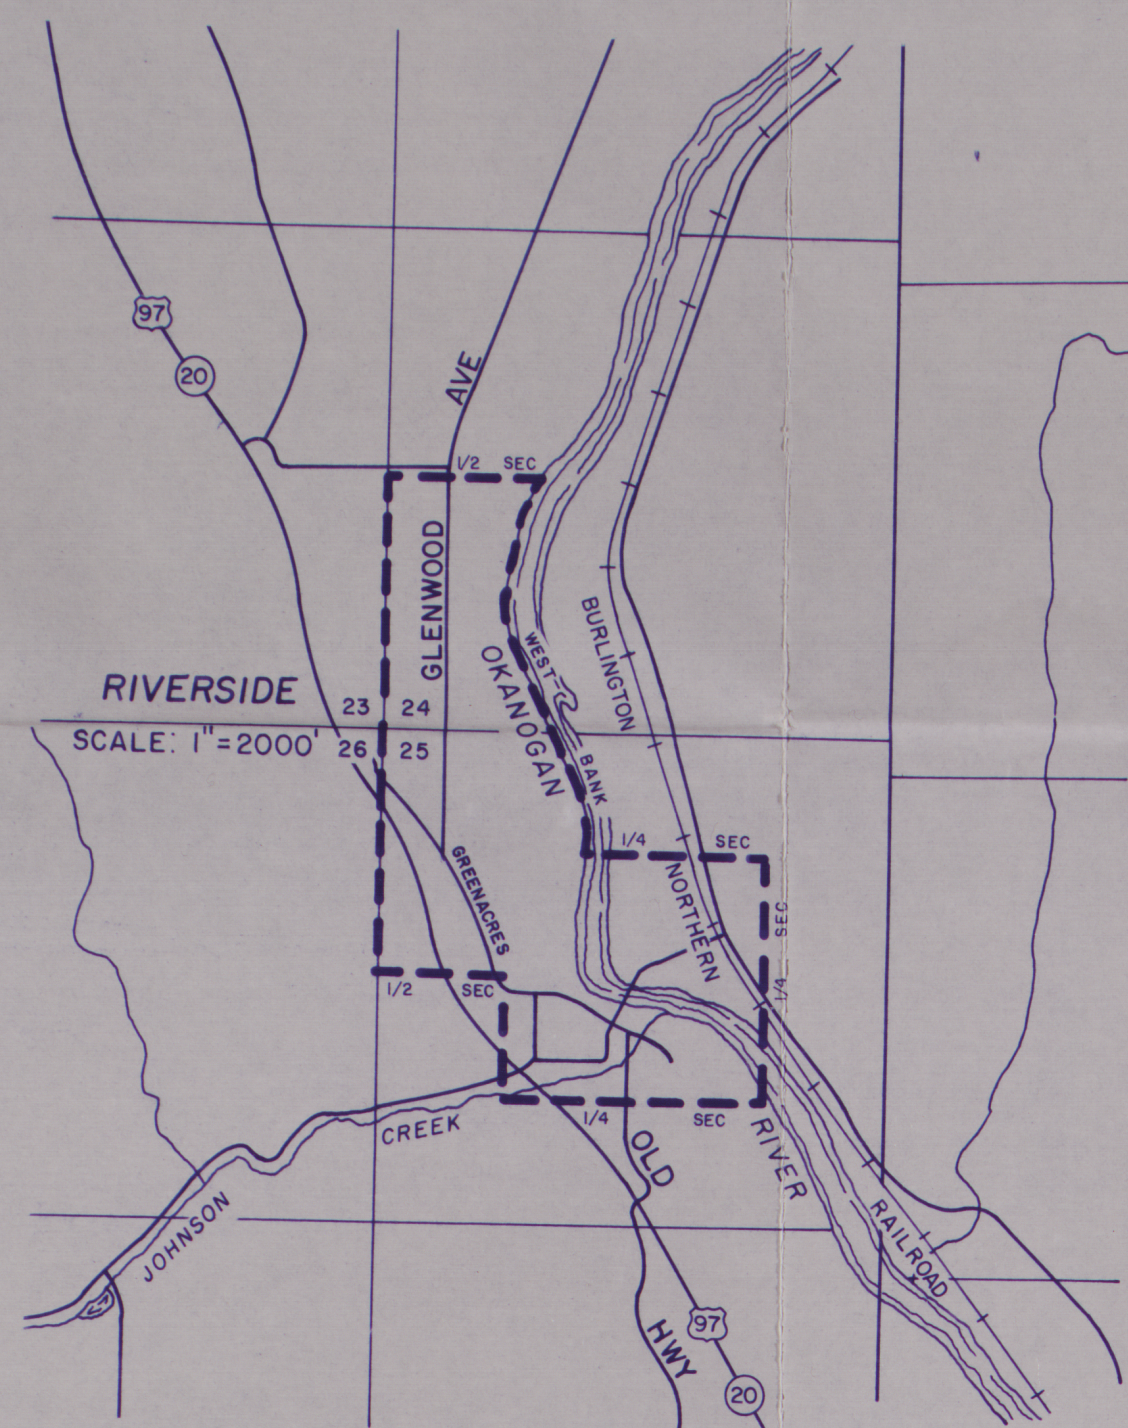 97
20
AVE
1/2 SEC
GLENWOOD
BURLINGTON
WEST
OKANOGAN
RIVERSIDE
23 24
SCALE: 1"=2000'
26 25
BANK
1/4 SEC
GREENACRES
NORTHERN
SEC
1/4
1/2 SEC
1/4 SEC
CREEK
OLD
RIVER
JOHNSON
RAILROAD
97
HWY
20